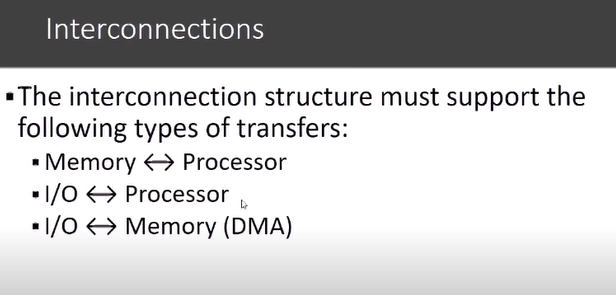 Interconnections
▪The interconnection structure must support the
following types of transfers:
▪ Memory ↔ Processor
▪ I/O ↔ Processor
▪ I/O ↔ Memory (DMA)